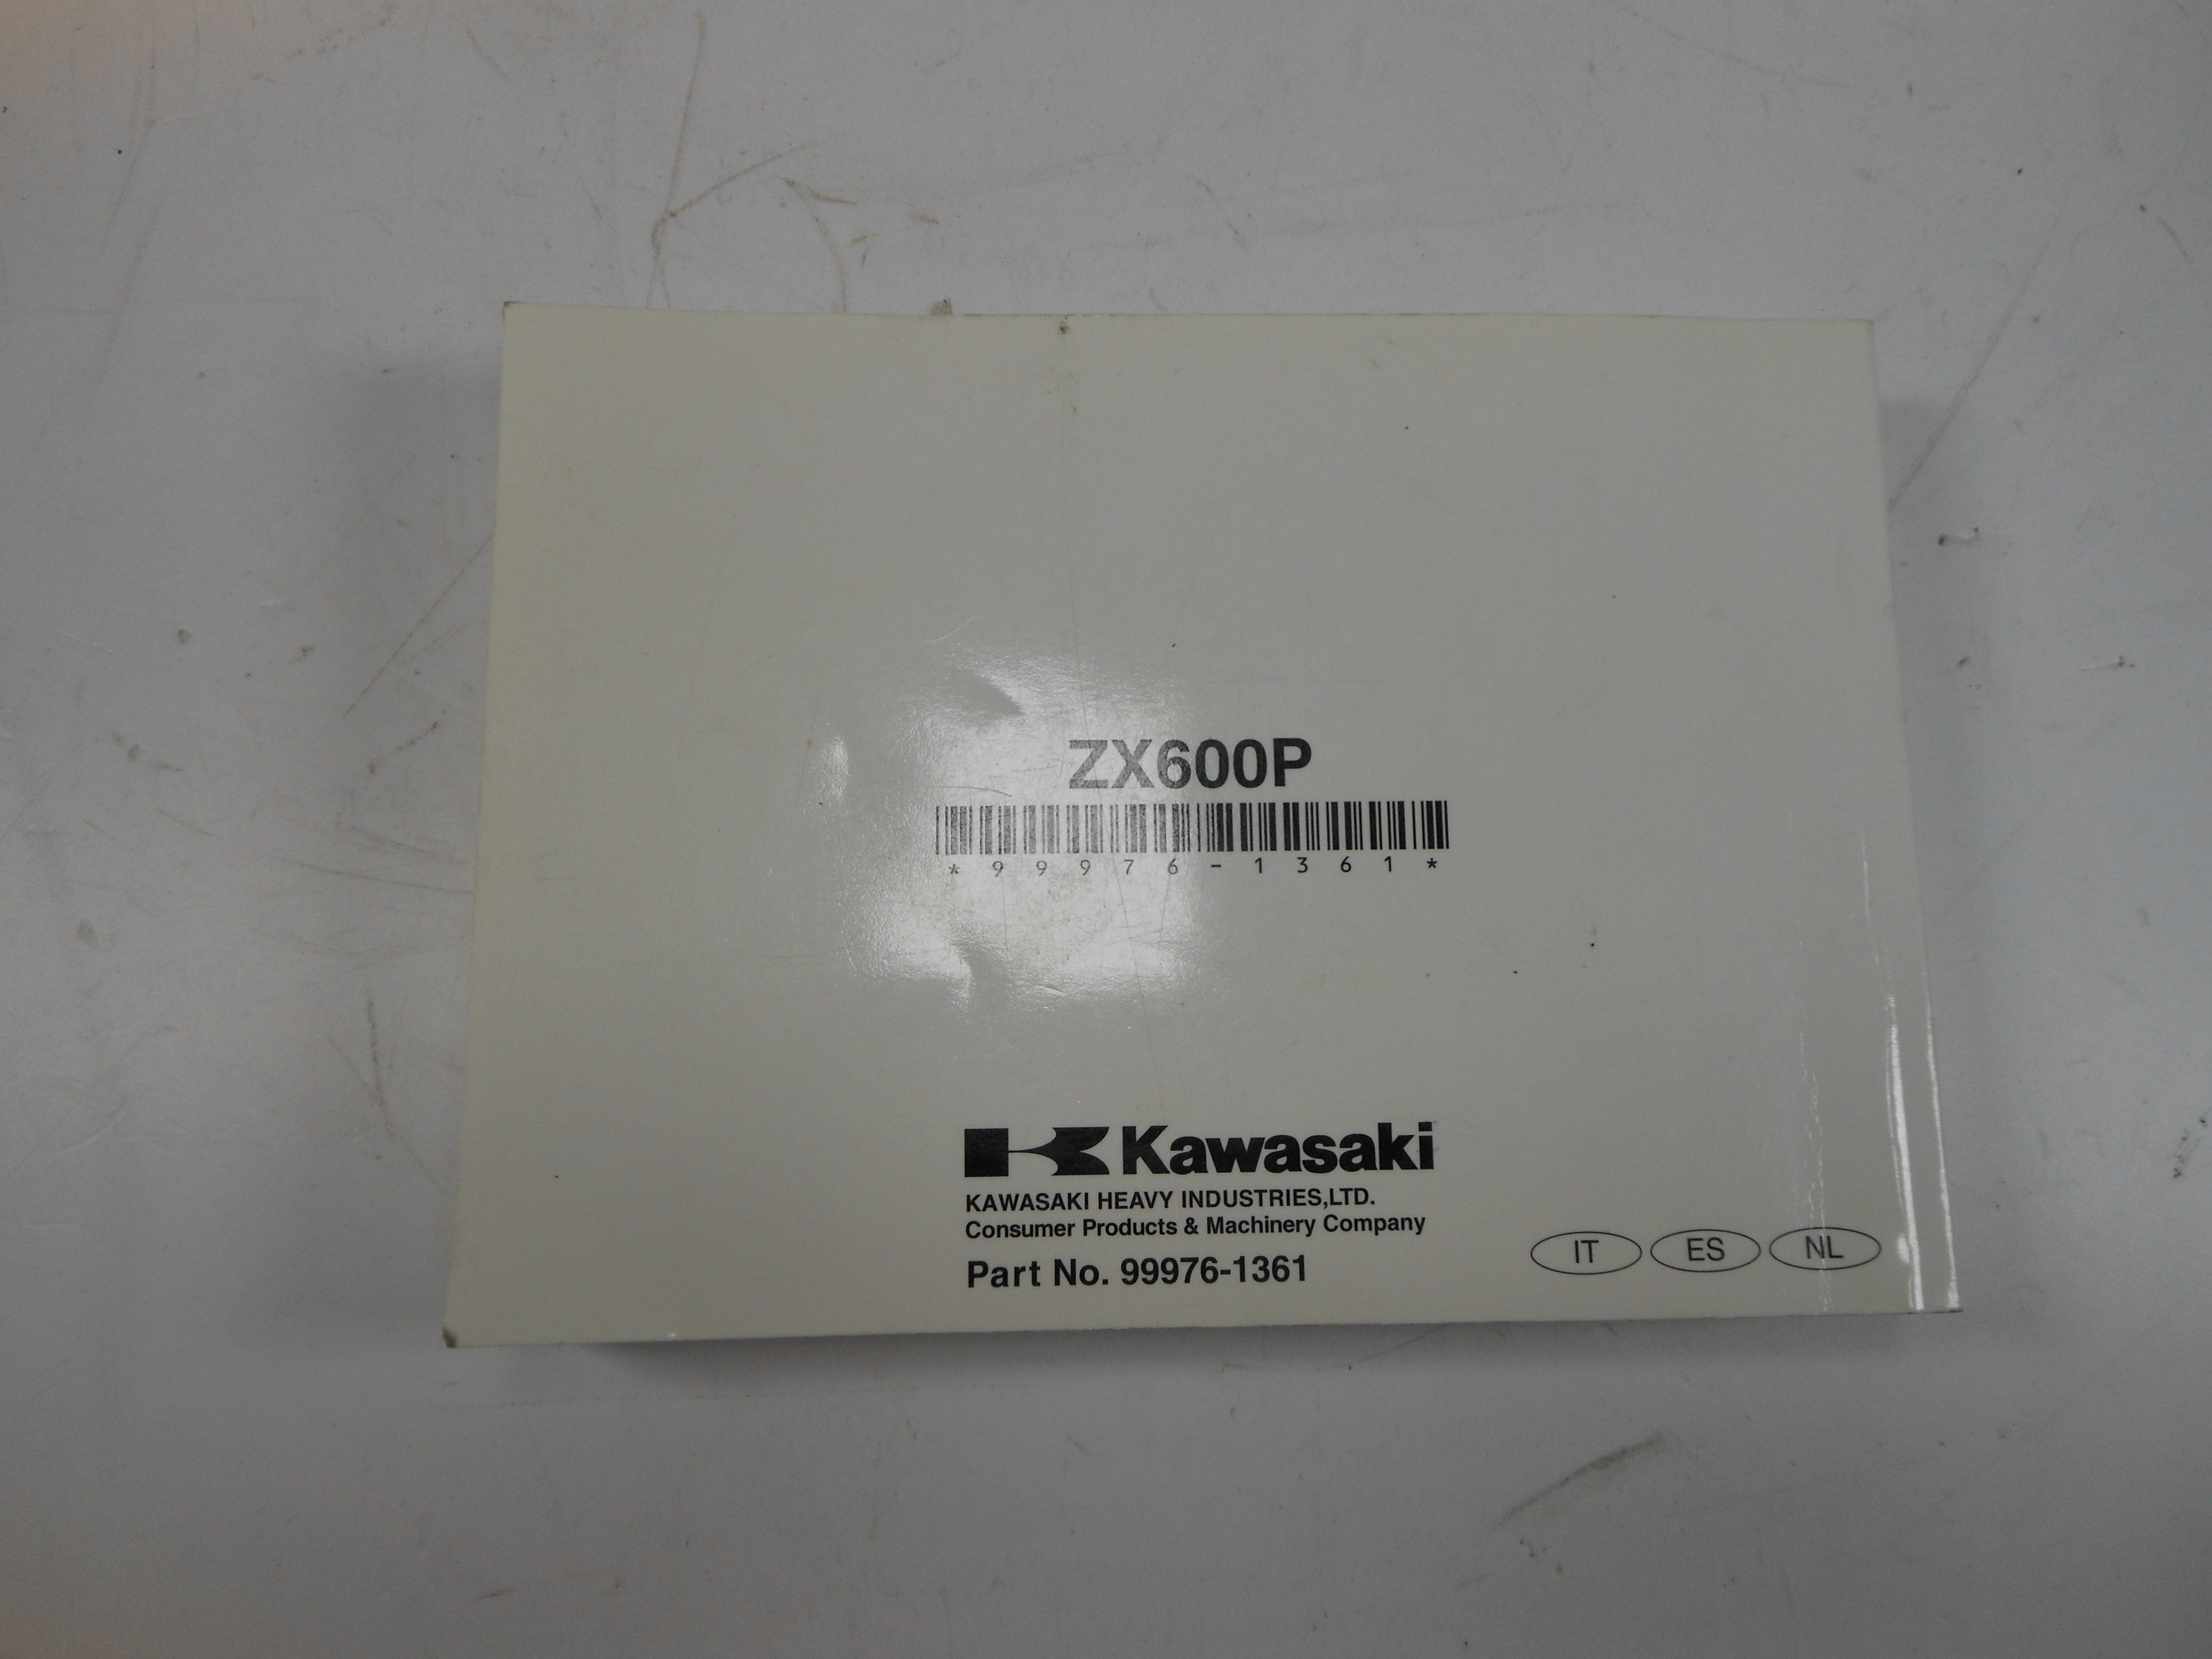 ZX600P
*99976-1361*
Kawasaki
KAWASAKI HEAVY INDUSTRIES,LTD.
Consumer Products & Machinery Company
Part No. 99976-1361
IT ES NL